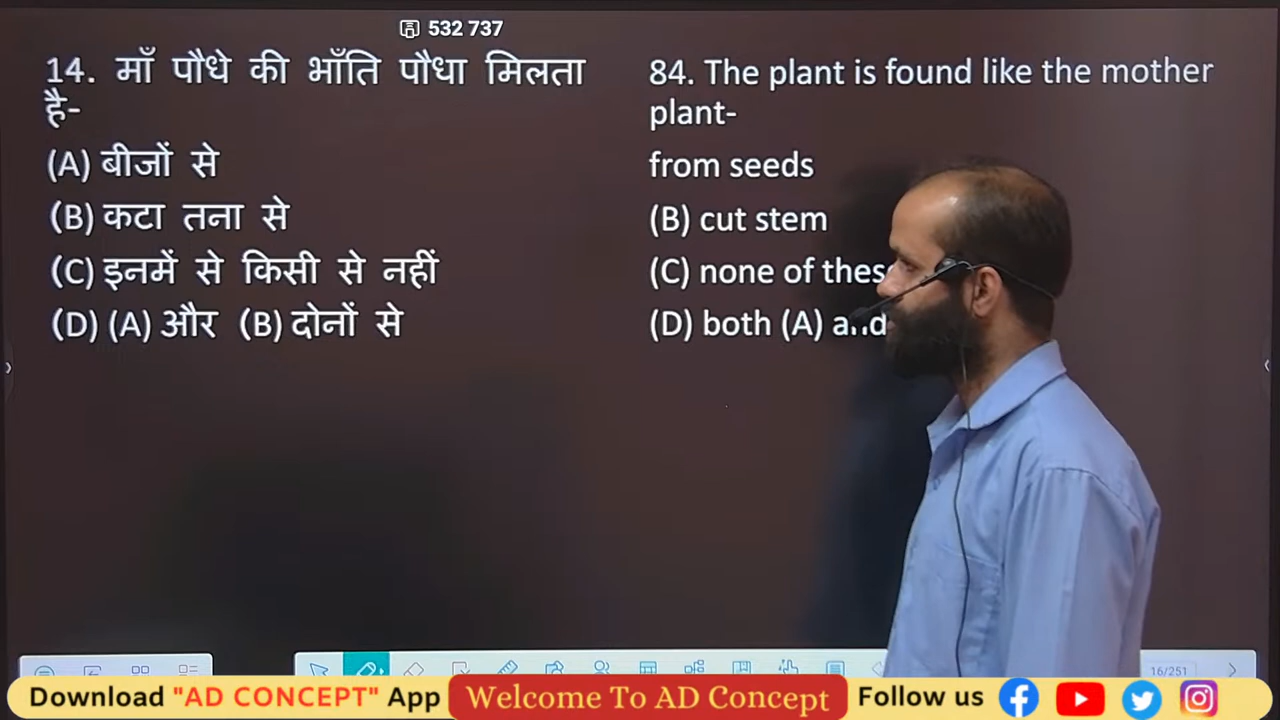 532 737
14. माँ पौधे की भाँति पौधा मिलता
है-
(A) बीजों से
(B) कटा तना से
(C) इनमें से किसी से नहीं
(D) (A) और (B) दोनों से
84. The plant is found like the mother
plant-
from seeds
(B) cut stem
(C) none of thes
(D) both (A) and
16/251
Download "AD CONCEPT" App
Welcome To AD Concept
Follow us